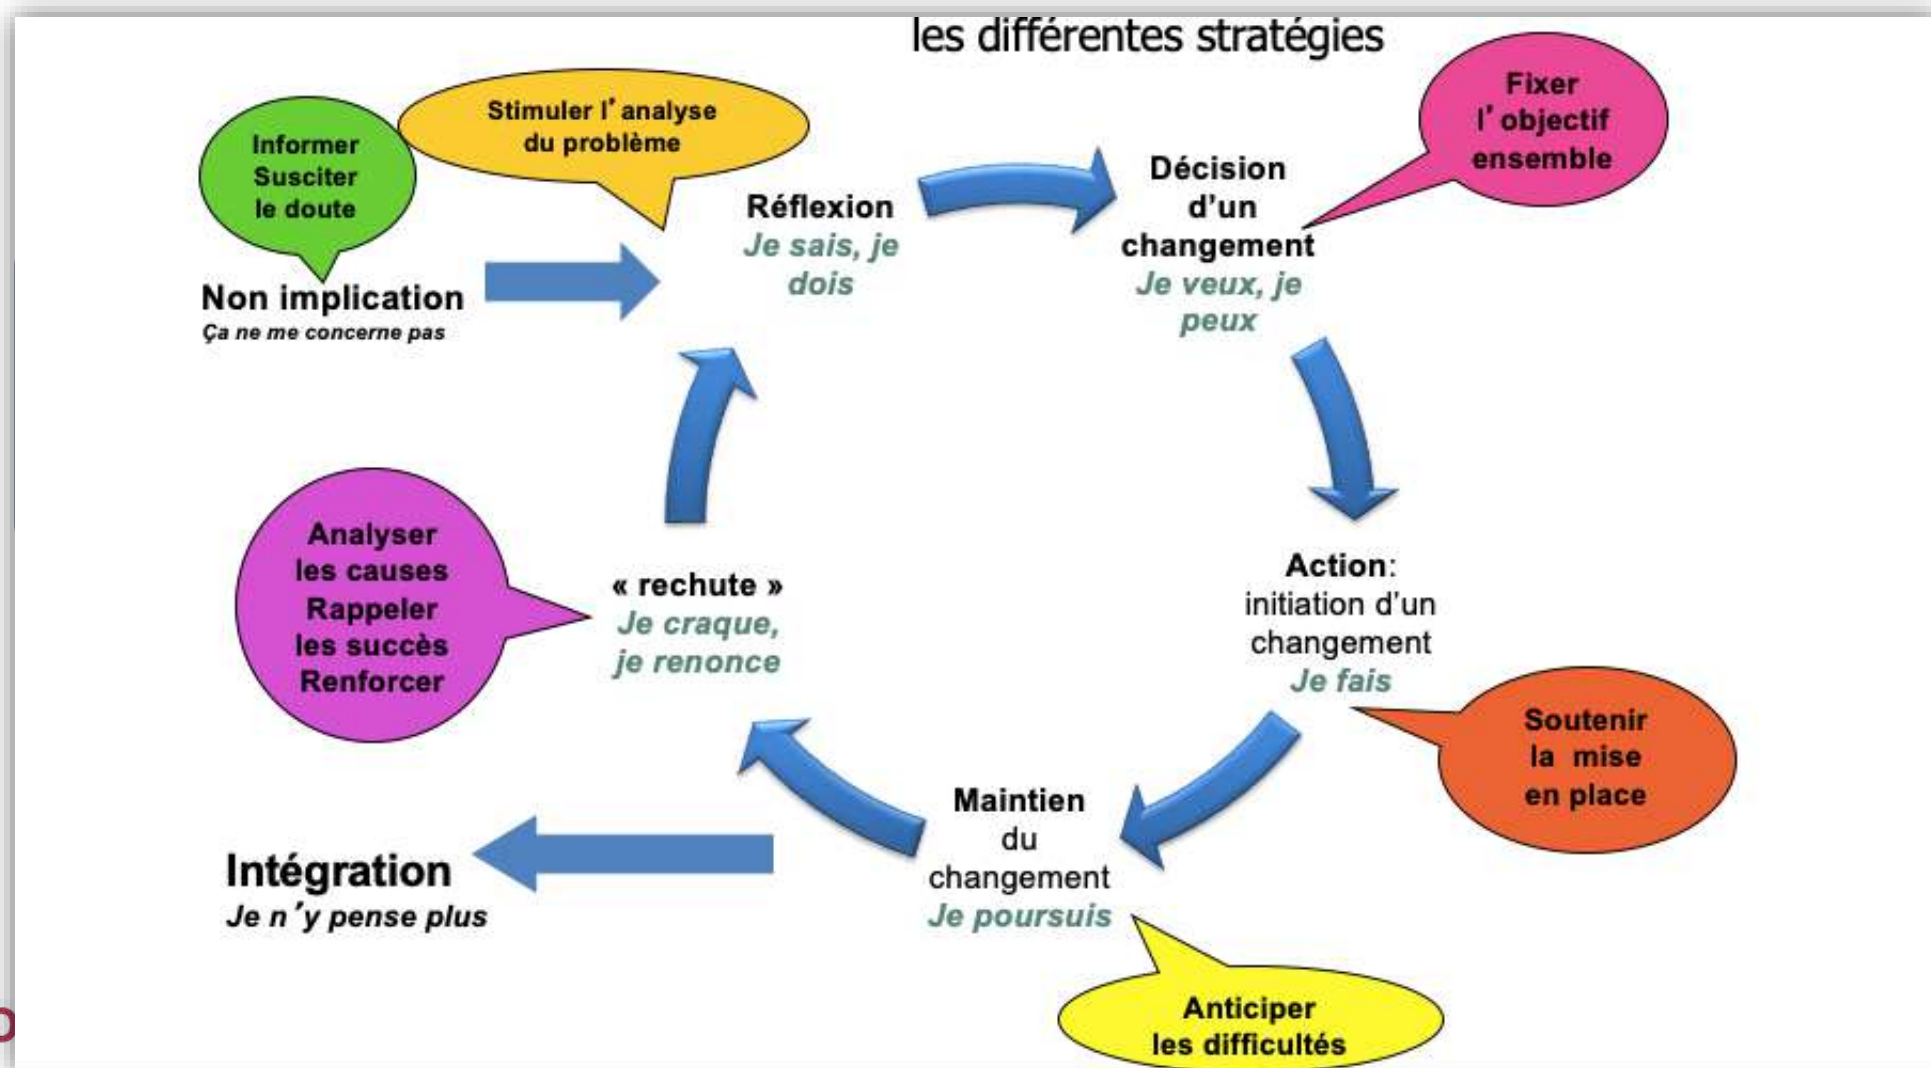 les différentes stratégies
Informer
Susciter
le doute
Stimuler l’analyse
du problème
Fixer
l’objectif
ensemble
Non implication
Ça ne me concerne pas
Réflexion
Je sais, je
dois
Décision
d’un
changement
Je veux, je
peux
Analyser
les causes
Rappeler
les succès
Renforcer
« rechute »
Je craque,
je renonce
Action:
initiation d’un
changement
Je fais
Soutenir
la mise
en place
Intégration
Je n’y pense plus
Maintien
du
changement
Je poursuis
Anticiper
les difficultés